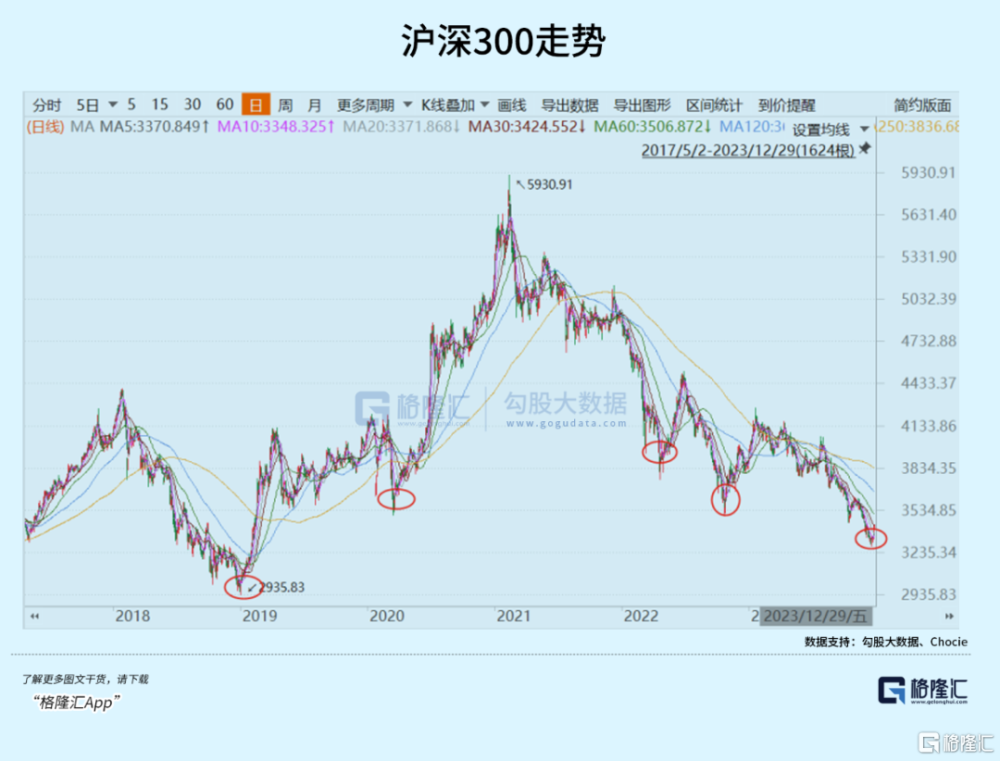 沪深300走势
分时 5日 5 15 30 60 日 周 月 更多周期 K线叠加 画线 导出数据 导出图形 区间统计 到价提醒 简约版面
(日线) MA MA5:3370.849↑ MA10:3348.325↑ MA20:3371.868↓ MA30:3424.552↓ MA60:3506.872↓ MA120:3 设置均线 250:3836.68
2017/5/2-2023/12/29(1624根)
5930.91
5930.91
5631.40
5331.90
5032.39
4732.88
4433.37
4133.86
3834.35
3534.85
3235.34
2935.83
2935.83
格隆汇 勾股大数据
www.gogudata.com
2018 2019 2020 2021 2022 2 2023/12/29/五
数据支持：勾股大数据、Chocie
了解更多图文干货，请下载
“格隆汇App”
格隆汇
www.gelonghui.com
格隆汇